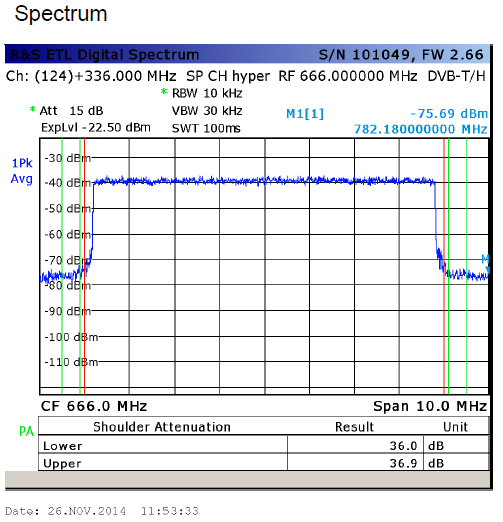 Spectrum
R&S ETL Digital Spectrum S/N 101049, FW 2.66
Ch: (124)+336.000 MHz SP CH hyper RF 666.000000 MHz DVB-T/H
* RBW 10 kHz
* Att 15 dB VBW 30 kHz M1[1] -75.69 dBm
ExpLvl -22.50 dBm SWT 100ms 782.180000000 MHz
1Pk
Avg
-30 dBm
-40 dBm
-50 dBm
-60 dBm
-70 dBm
-80 dBm
-90 dBm
-100 dBm
-110 dBm
M
CF 666.0 MHz Span 10.0 MHz
PA Shoulder Attenuation Result Unit
Lower 36.0 dB
Upper 36.9 dB
Date: 26.NOV.2014 11:53:33